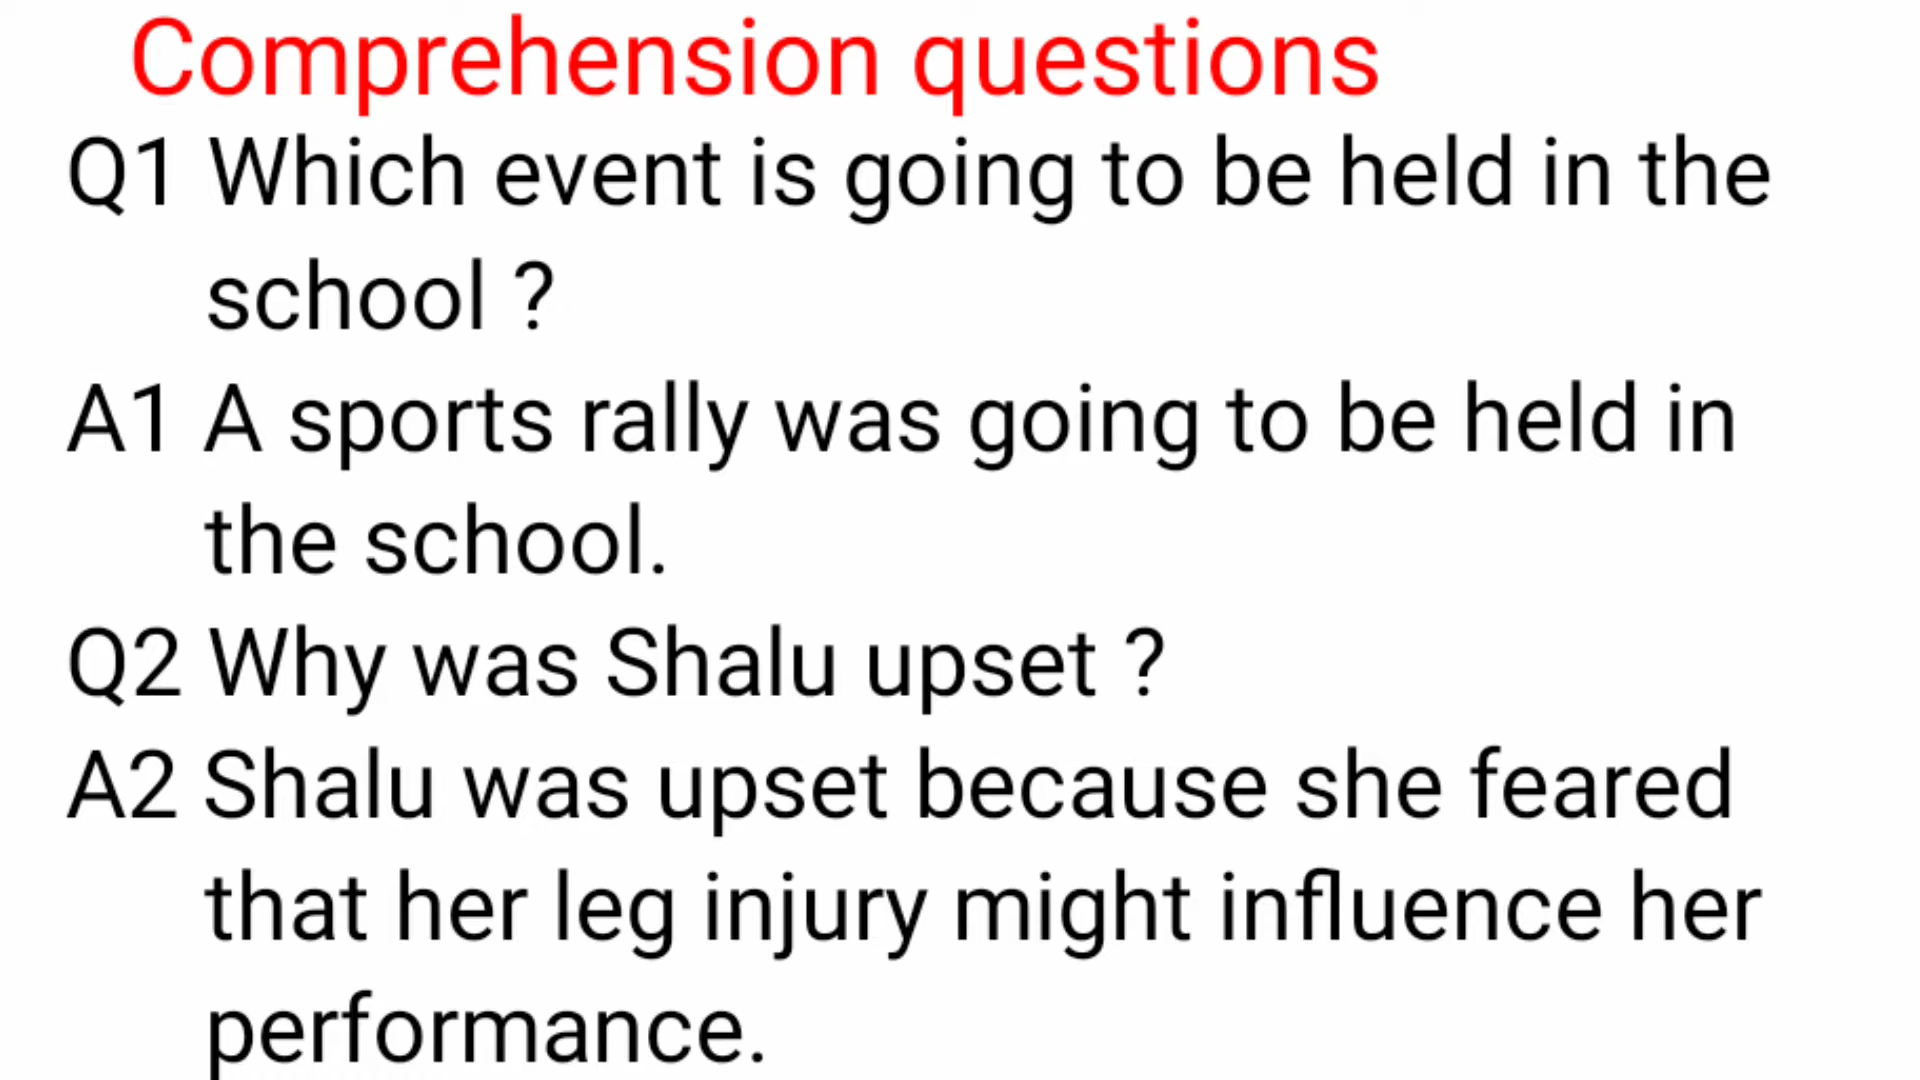 Comprehension questions
Q1 Which event is going to be held in the
school ?
A1 A sports rally was going to be held in
the school.
Q2 Why was Shalu upset ?
A2 Shalu was upset because she feared
that her leg injury might influence her
performance.